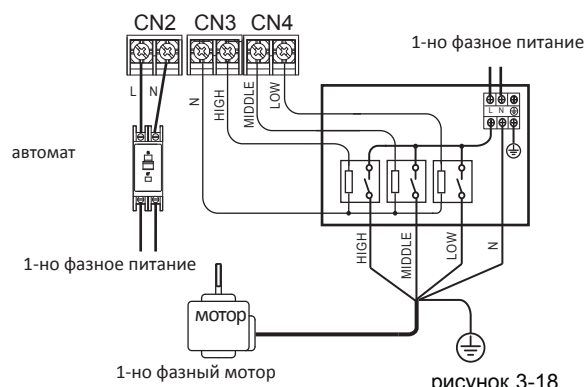 CN2 CN3 CN4
1-но фазное питание
L N
N
HIGH
MIDDLE
LOW
L N
автомат
1-но фазное питание
HIGH
MIDDLE
LOW
N
мотор
1-но фазный мотор
рисунок 3-18